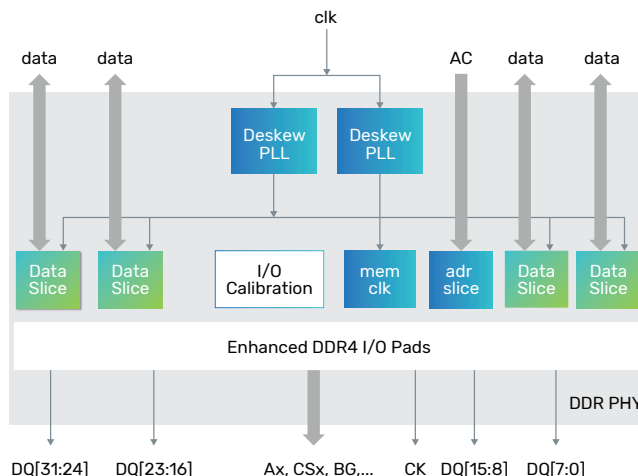 clk
data
data
AC
data
data
Deskew
PLL
Deskew
PLL
Data
Slice
Data
Slice
I/O
Calibration
mem
clk
adr
slice
Data
Slice
Data
Slice
Enhanced DDR4 I/O Pads
DDR PHY
DQ[31:24]
DQ[23:16]
Ax, CSx, BG,...
CK
DQ[15:8]
DQ[7:0]